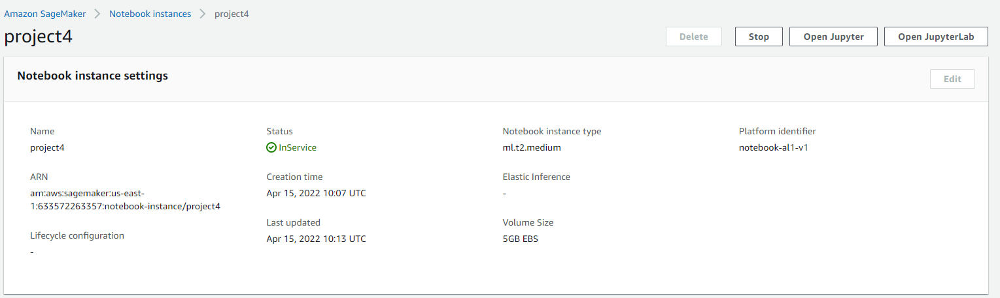 Amazon SageMaker > Notebook instances > project4
project4
Delete
Stop
Open Jupyter
Open JupyterLab
Notebook instance settings
Edit
Name
project4
ARN
arn:aws:sagemaker:us-east-
1:633572263357:notebook-instance/project4
Lifecycle configuration
-
Status
InService
Creation time
Apr 15, 2022 10:07 UTC
Last updated
Apr 15, 2022 10:13 UTC
Notebook instance type
ml.t2.medium
Elastic Inference
-
Volume Size
5GB EBS
Platform identifier
notebook-al1-v1